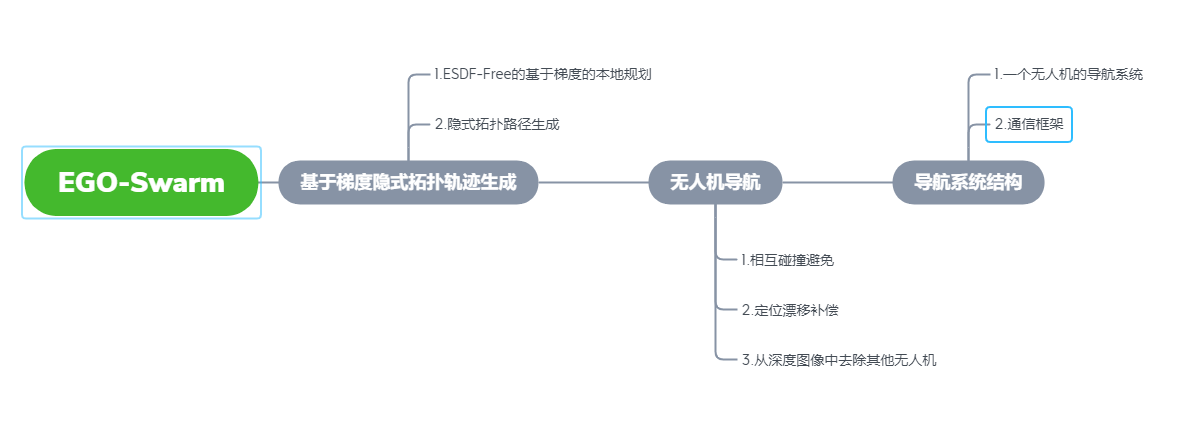 1.ESDF-Free的基于梯度的本地规划
1.一个无人机的导航系统
2.隐式拓扑路径生成
2.通信框架
EGO-Swarm
基于梯度隐式拓扑轨迹生成
无人机导航
导航系统结构
1.相互碰撞避免
2.定位漂移补偿
3.从深度图像中去除其他无人机